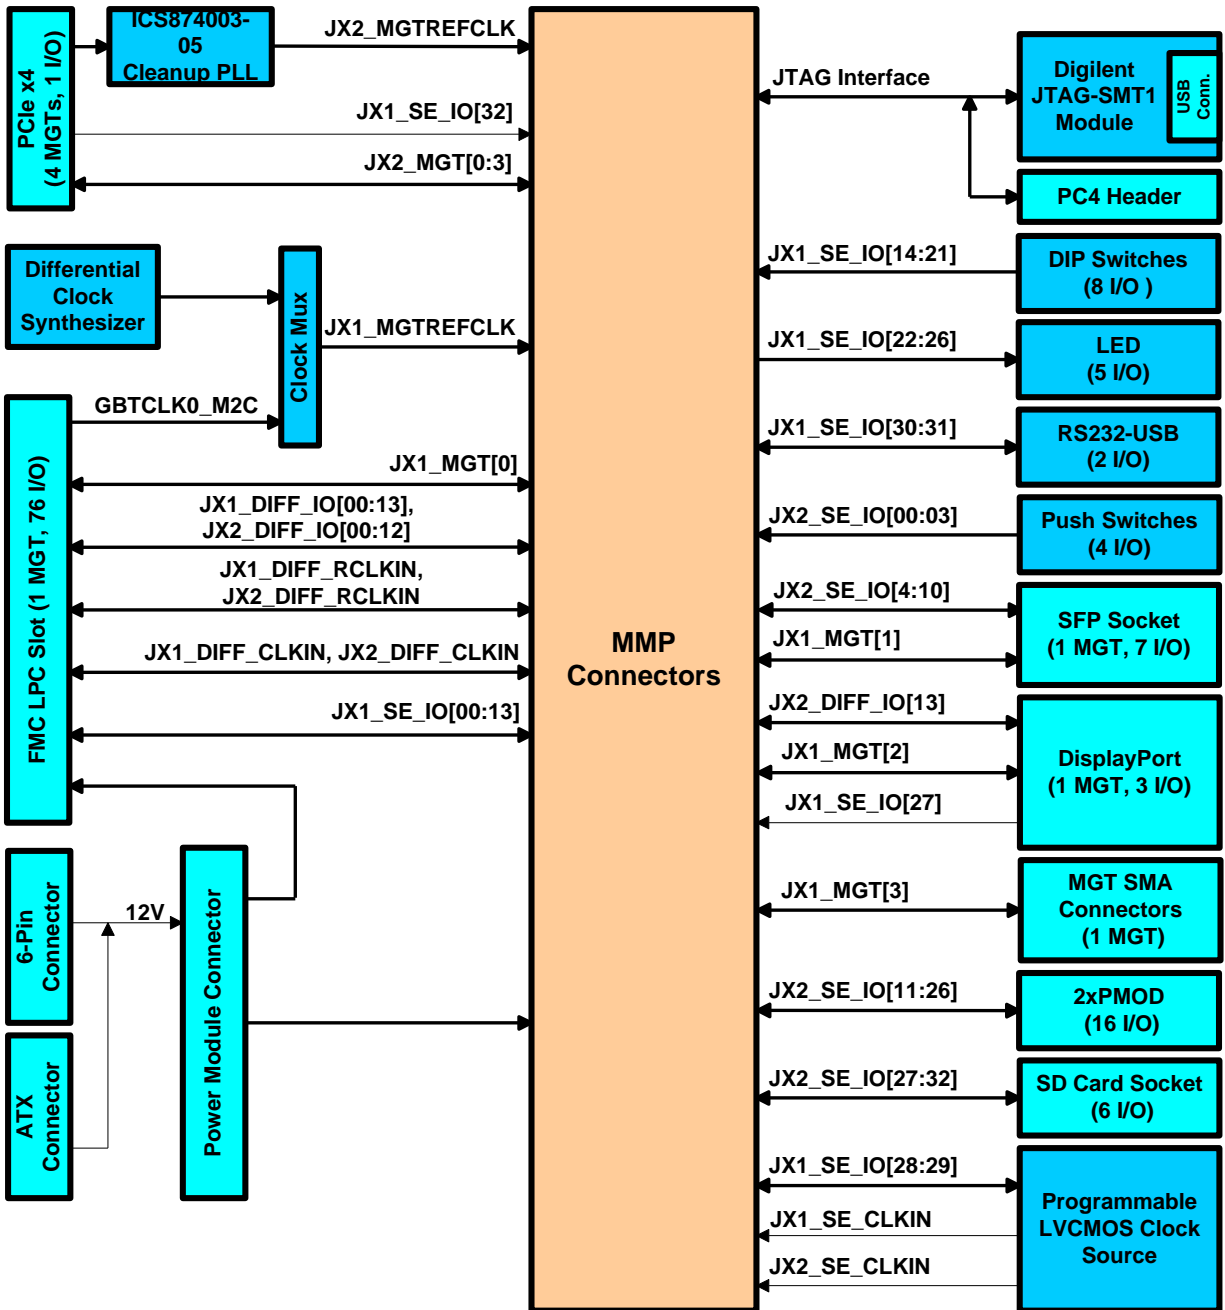 PCIe x4
(4 MGTs, 1 I/O)
ICS874003-
05
Cleanup PLL
JX2_MGTREFCLK
JX1_SE_IO[32]
JX2_MGT[0:3]
Differential
Clock
Synthesizer
Clock Mux
JX1_MGTREFCLK
GBTCLK0_M2C
FMC LPC Slot (1 MGT, 76 I/O)
JX1_MGT[0]
JX1_DIFF_IO[00:13],
JX2_DIFF_IO[00:12]
JX1_DIFF_RCLKIN,
JX2_DIFF_RCLKIN
JX1_DIFF_CLKIN, JX2_DIFF_CLKIN
JX1_SE_IO[00:13]
6-Pin
Connector
12V
ATX
Connector
Power Module Connector
MMP
Connectors
JTAG Interface
Digilent
JTAG-SMT1
Module
USB
Conn.
PC4 Header
JX1_SE_IO[14:21]
DIP Switches
(8 I/O )
JX1_SE_IO[22:26]
LED
(5 I/O)
JX1_SE_IO[30:31]
RS232-USB
(2 I/O)
JX2_SE_IO[00:03]
Push Switches
(4 I/O)
JX2_SE_IO[4:10]
JX1_MGT[1]
SFP Socket
(1 MGT, 7 I/O)
JX2_DIFF_IO[13]
JX1_MGT[2]
JX1_SE_IO[27]
DisplayPort
(1 MGT, 3 I/O)
JX1_MGT[3]
MGT SMA
Connectors
(1 MGT)
JX2_SE_IO[11:26]
2xPMOD
(16 I/O)
JX2_SE_IO[27:32]
SD Card Socket
(6 I/O)
JX1_SE_IO[28:29]
JX1_SE_CLKIN
JX2_SE_CLKIN
Programmable
LVCMOS Clock
Source